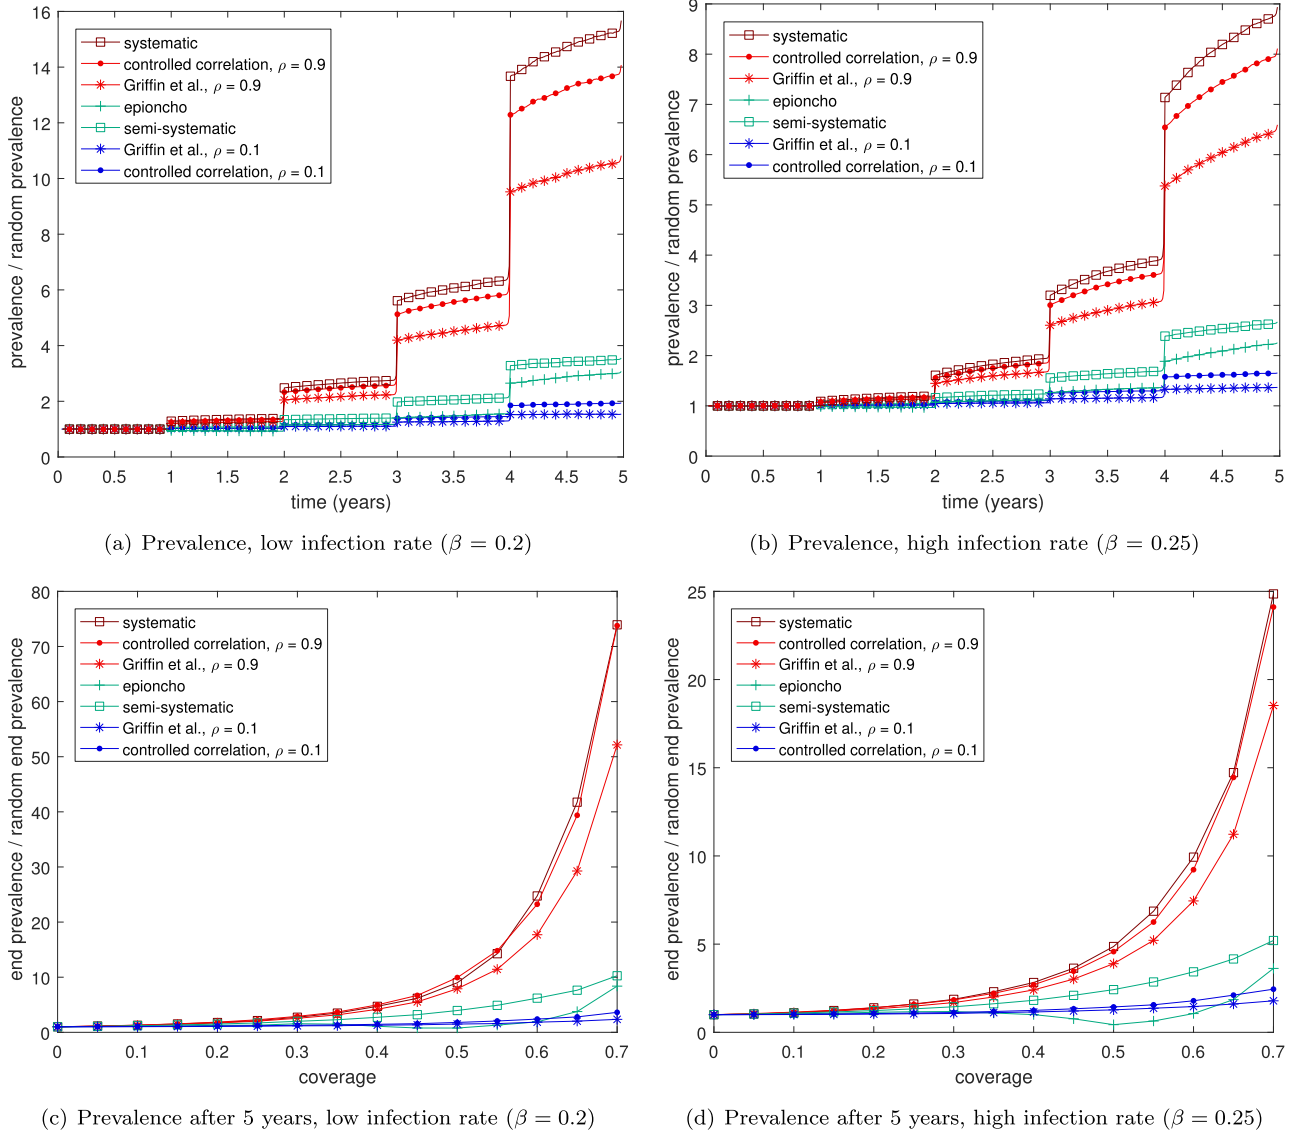 16
14
12
10
8
6
4
2
0
prevalence / random prevalence
systematic
controlled correlation, ρ = 0.9
Griffin et al., ρ = 0.9
epioncho
semi-systematic
Griffin et al., ρ = 0.1
controlled correlation, ρ = 0.1
0 0.5 1 1.5 2 2.5 3 3.5 4 4.5 5
time (years)
(a) Prevalence, low infection rate (β = 0.2)
9
8
7
6
5
4
3
2
1
0
prevalence / random prevalence
systematic
controlled correlation, ρ = 0.9
Griffin et al., ρ = 0.9
epioncho
semi-systematic
Griffin et al., ρ = 0.1
controlled correlation, ρ = 0.1
0 0.5 1 1.5 2 2.5 3 3.5 4 4.5 5
time (years)
(b) Prevalence, high infection rate (β = 0.25)
80
70
60
50
40
30
20
10
0
end prevalence / random end prevalence
systematic
controlled correlation, ρ = 0.9
Griffin et al., ρ = 0.9
epioncho
semi-systematic
Griffin et al., ρ = 0.1
controlled correlation, ρ = 0.1
0 0.1 0.2 0.3 0.4 0.5 0.6 0.7
coverage
(c) Prevalence after 5 years, low infection rate (β = 0.2)
25
20
15
10
5
0
end prevalence / random end prevalence
systematic
controlled correlation, ρ = 0.9
Griffin et al., ρ = 0.9
epioncho
semi-systematic
Griffin et al., ρ = 0.1
controlled correlation, ρ = 0.1
0 0.1 0.2 0.3 0.4 0.5 0.6 0.7
coverage
(d) Prevalence after 5 years, high infection rate (β = 0.25)